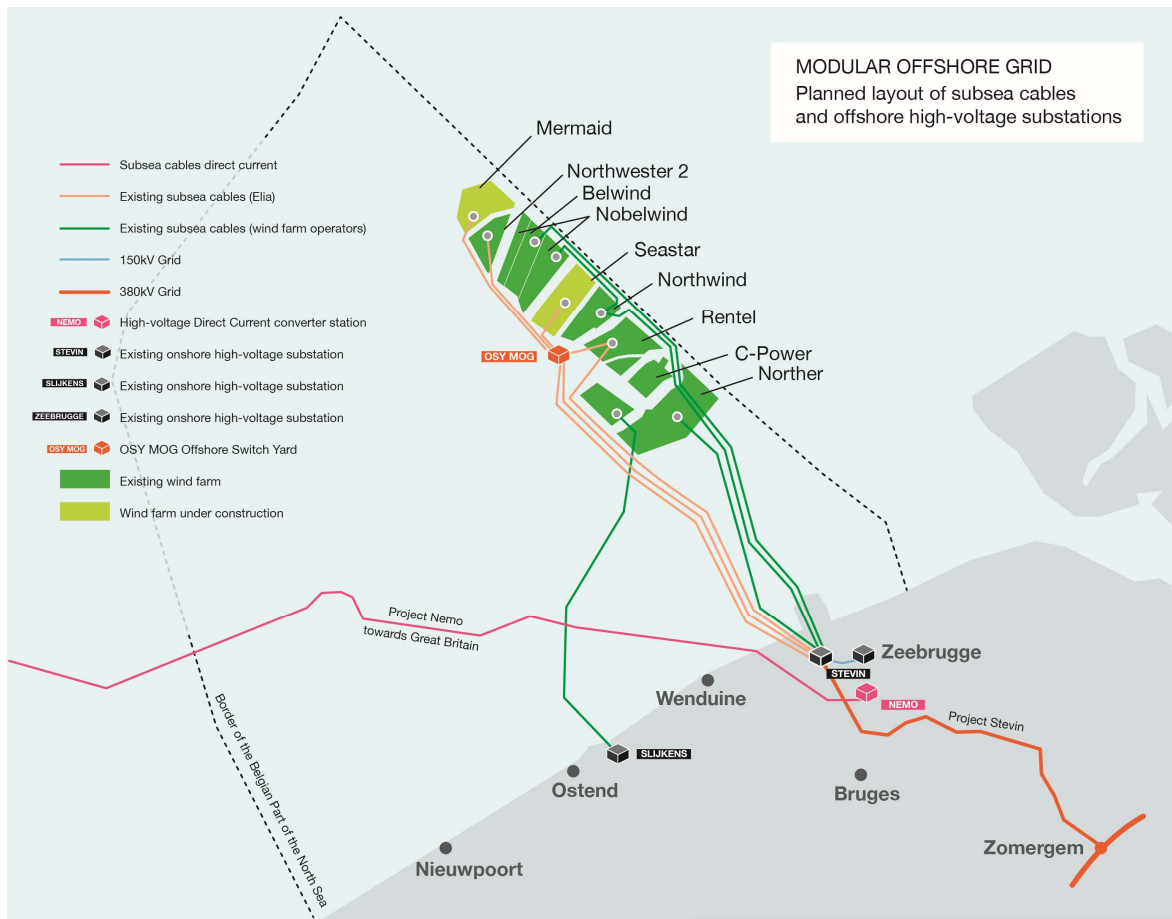 MODULAR OFFSHORE GRID
Planned layout of subsea cables
and offshore high-voltage substations
Mermaid
Northwester 2
Belwind
Nobelwind
Seastar
Northwind
Rentel
C-Power
Norther
Subsea cables direct current
Existing subsea cables (Elia)
Existing subsea cables (wind farm operators)
150kV Grid
380kV Grid
NEMO High-voltage Direct Current converter station
STEVIN Existing onshore high-voltage substation
SLIJKENS Existing onshore high-voltage substation
ZEEBRUGGE Existing onshore high-voltage substation
OSY MOG OSY MOG Offshore Switch Yard
Existing wind farm
Wind farm under construction
OSY MOG
Project Nemo
towards Great Britain
Border of the Belgian Part of the North Sea
Zeebrugge
STEVIN
Wenduine
NEMO
Project Stevin
SLIJKENS
Ostend
Bruges
Zomergem
Nieuwpoort